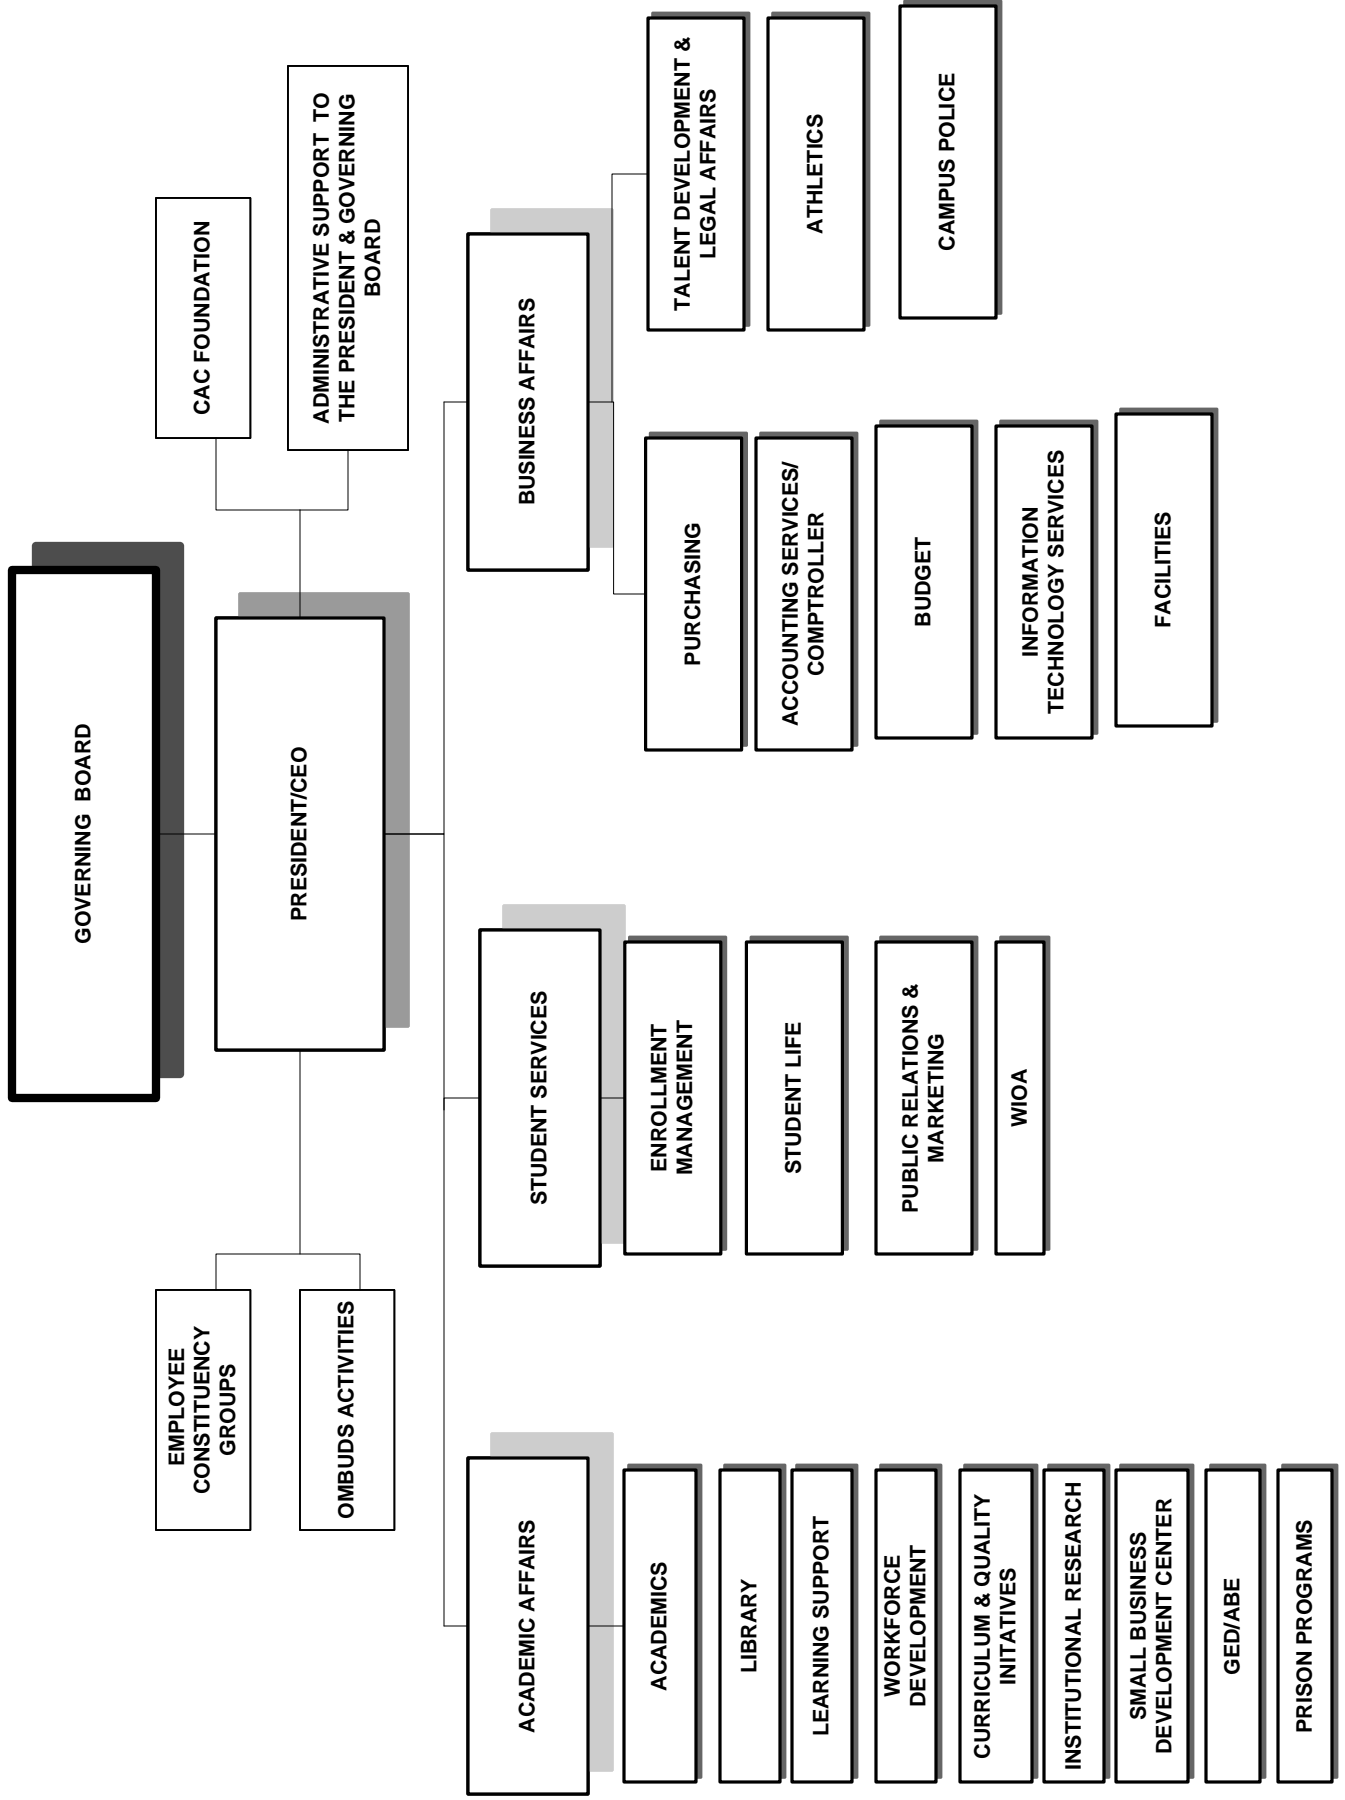 GOVERNING BOARD
PRESIDENT/CEO
EMPLOYEE
CONSTITUENCY
GROUPS
OMBUDS ACTIVITIES
CAC FOUNDATION
ADMINISTRATIVE SUPPORT TO
THE PRESIDENT & GOVERNING
BOARD
ACADEMIC AFFAIRS
ACADEMICS
LIBRARY
LEARNING SUPPORT
WORKFORCE
DEVELOPMENT
CURRICULUM & QUALITY
INITATIVES
INSTITUTIONAL RESEARCH
SMALL BUSINESS
DEVELOPMENT CENTER
GED/ABE
PRISON PROGRAMS
STUDENT SERVICES
ENROLLMENT
MANAGEMENT
STUDENT LIFE
PUBLIC RELATIONS &
MARKETING
WIOA
BUSINESS AFFAIRS
PURCHASING
ACCOUNTING SERVICES/
COMPTROLLER
BUDGET
INFORMATION
TECHNOLOGY SERVICES
FACILITIES
TALENT DEVELOPMENT &
LEGAL AFFAIRS
ATHLETICS
CAMPUS POLICE